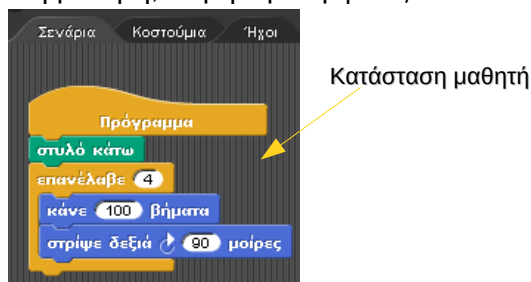 Σενάρια Κοστούμια Ήχοι
Κατάσταση μαθητή
Πρόγραμμα
στυλό κάτω
επανέλαβε 4
κάνε 100 βήματα
στρίψε δεξιά 90 μοίρες